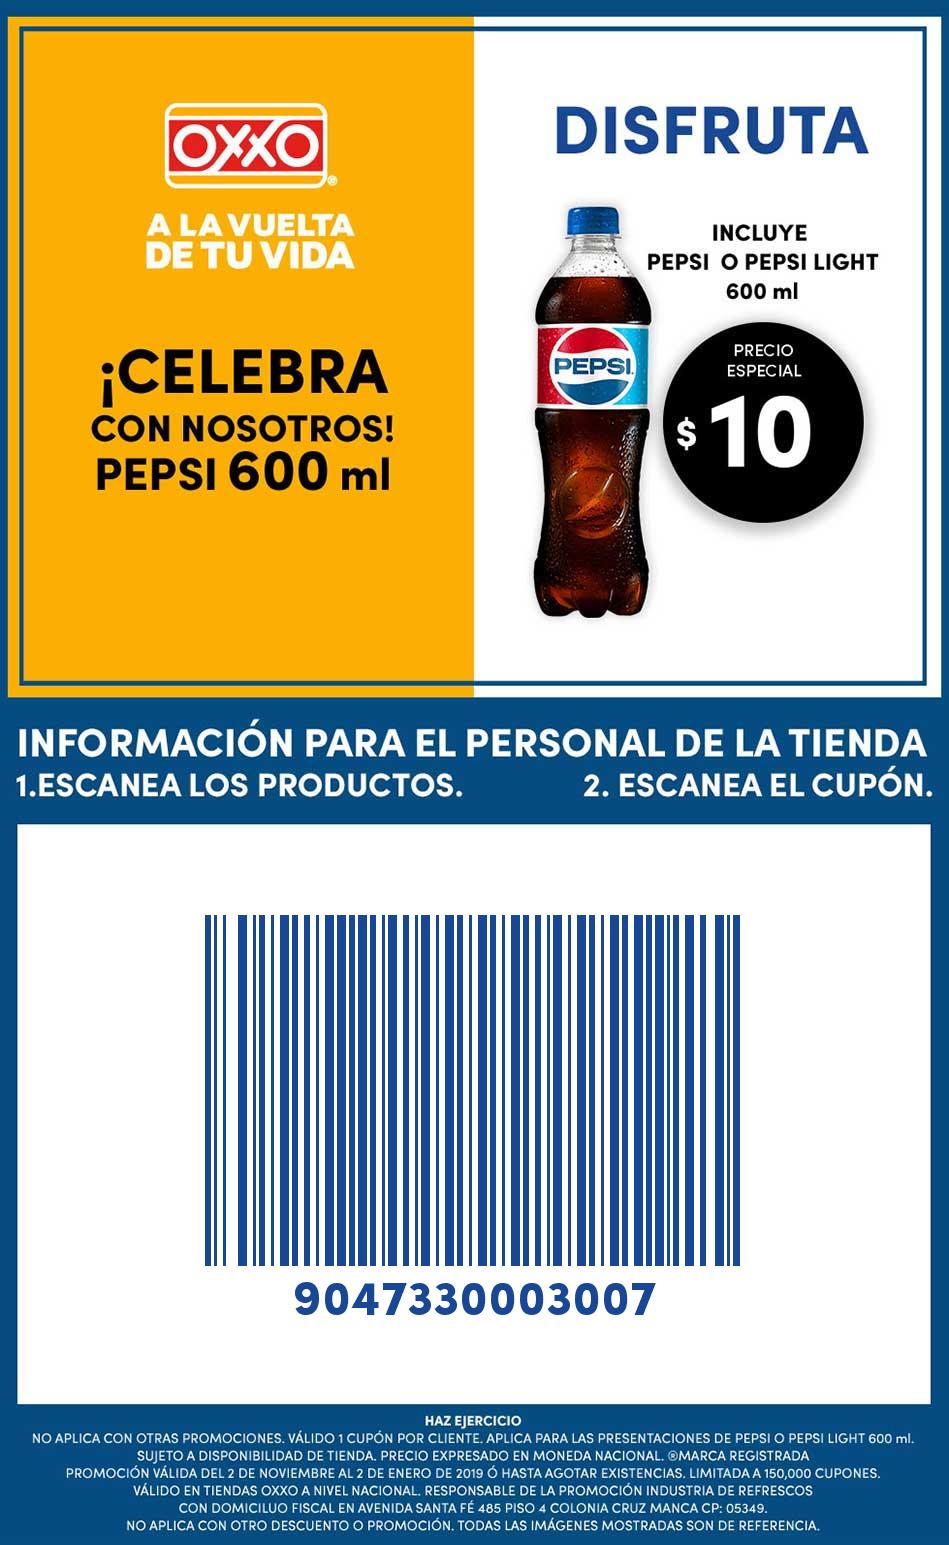 OXXO®
A LA VUELTA
DE TU VIDA
¡CELEBRA
CON NOSOTROS!
PEPSI 600 ml
DISFRUTA
INCLUYE
PEPSI O PEPSI LIGHT
600 ml
PEPSI
PRECIO
ESPECIAL
$ 10
INFORMACIÓN PARA EL PERSONAL DE LA TIENDA
1.ESCANEA LOS PRODUCTOS. 2. ESCANEA EL CUPÓN.
9047330003007
HAZ EJERCICIO
NO APLICA CON OTRAS PROMOCIONES. VÁLIDO 1 CUPÓN POR CLIENTE. APLICA PARA LAS PRESENTACIONES DE PEPSI O PEPSI LIGHT 600 ml.
SUJETO A DISPONIBILIDAD DE TIENDA. PRECIO EXPRESADO EN MONEDA NACIONAL. ®MARCA REGISTRADA
PROMOCIÓN VÁLIDA DEL 2 DE NOVIEMBRE AL 2 DE ENERO DE 2019 Ó HASTA AGOTAR EXISTENCIAS. LIMITADA A 150,000 CUPONES.
VÁLIDO EN TIENDAS OXXO A NIVEL NACIONAL. RESPONSABLE DE LA PROMOCIÓN INDUSTRIA DE REFRESCOS
CON DOMICILUO FISCAL EN AVENIDA SANTA FÉ 485 PISO 4 COLONIA CRUZ MANCA CP: 05349.
NO APLICA CON OTRO DESCUENTO O PROMOCIÓN. TODAS LAS IMÁGENES MOSTRADAS SON DE REFERENCIA.